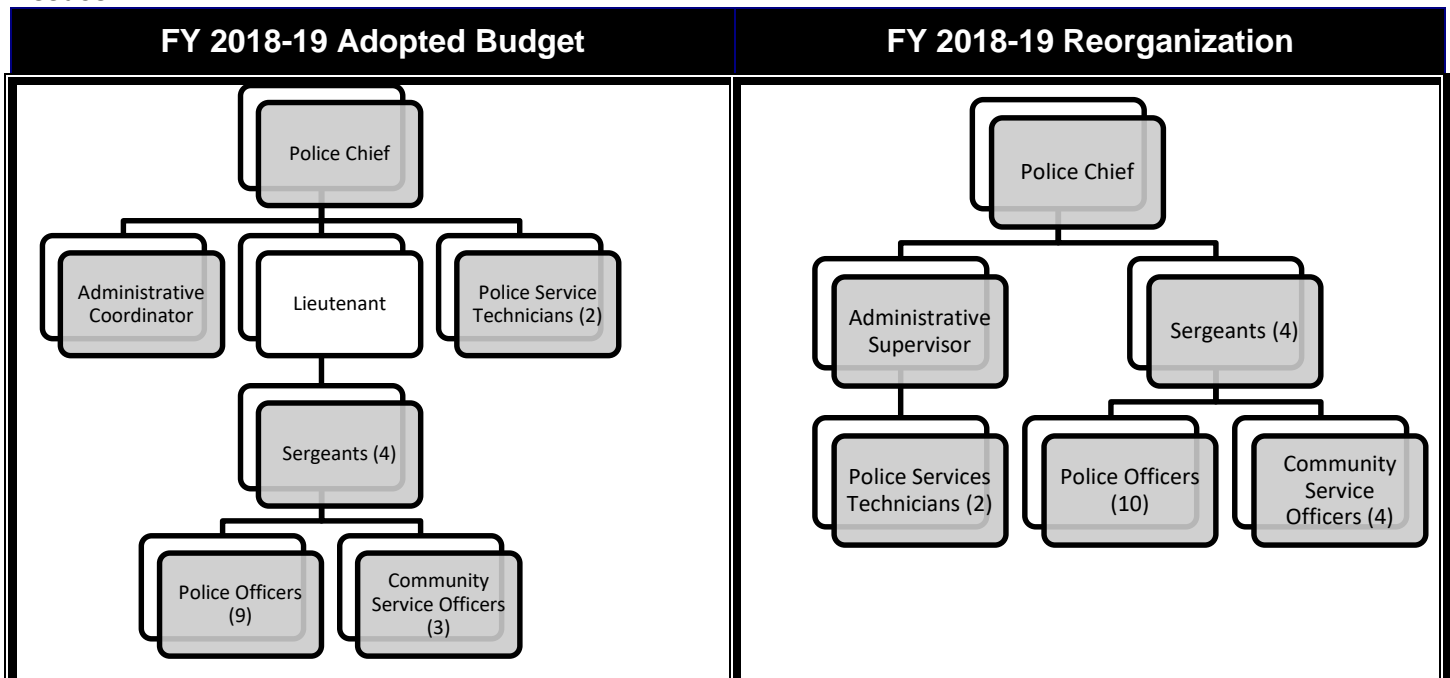 FY 2018-19 Adopted Budget
Police Chief
Administrative
Coordinator
Lieutenant
Police Service
Technicians (2)
Sergeants (4)
Police Officers
(9)
Community
Service Officers
(3)
FY 2018-19 Reorganization
Police Chief
Administrative
Supervisor
Sergeants (4)
Police Services
Technicians (2)
Police Officers
(10)
Community
Service
Officers (4)